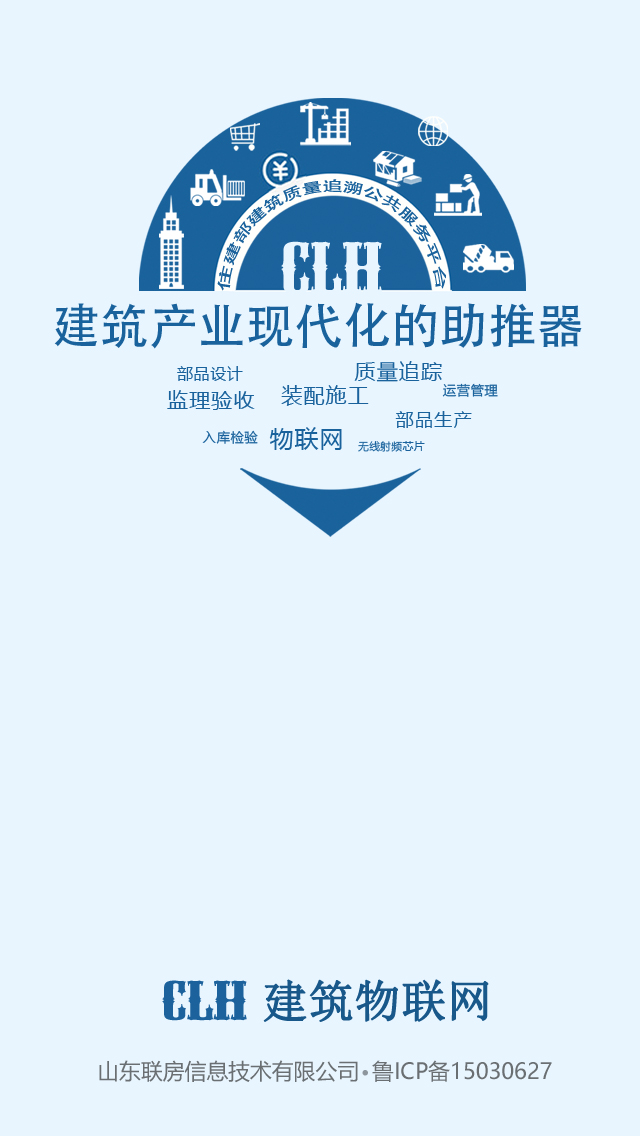 住建部建筑质量追溯公共服务平台
CLH
建筑产业现代化的助推器
部品设计
质量追踪
监理验收
装配施工
运营管理
部品生产
入库检验
物联网
无线射频芯片
CLH 建筑物联网
山东联房信息技术有限公司•鲁ICP备15030627